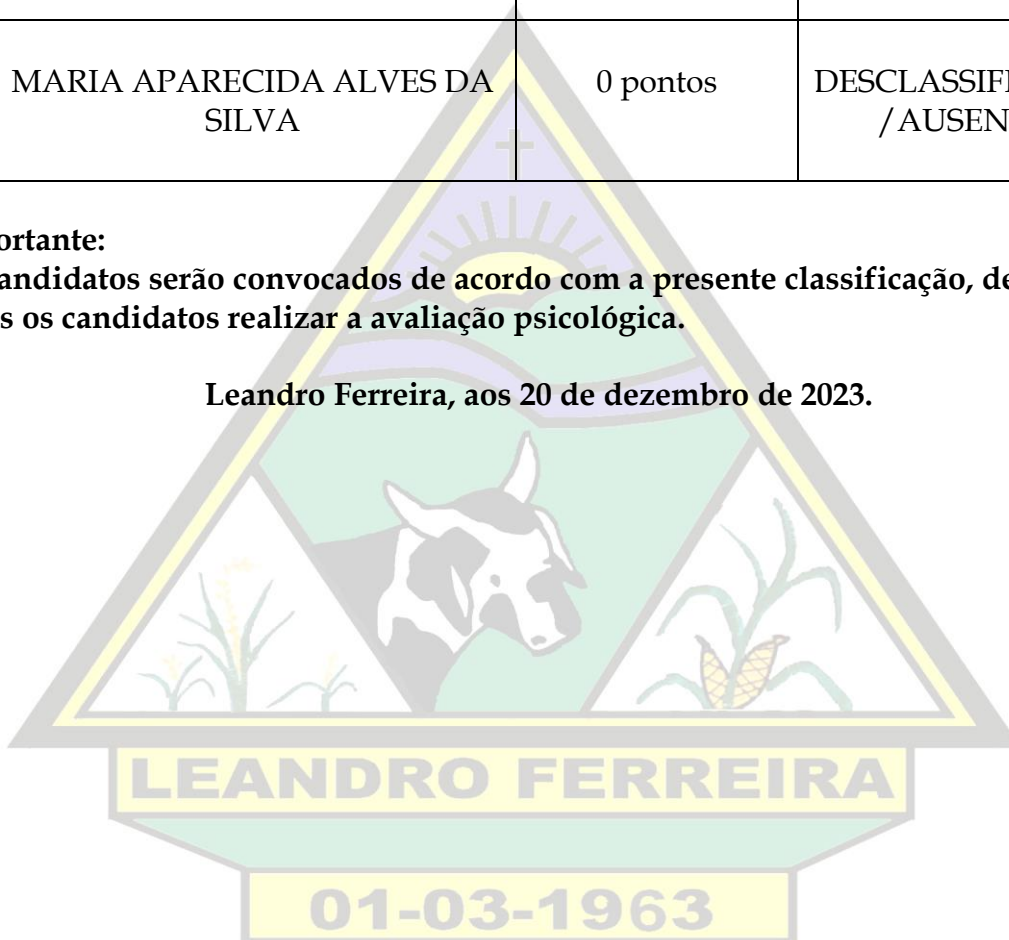 MARIA APARECIDA ALVES DA
SILVA
0 pontos
DESCLASSIFI
/AUSEN
ortante:
andidatos serão convocados de acordo com a presente classificação, de
s os candidatos realizar a avaliação psicológica.
Leandro Ferreira, aos 20 de dezembro de 2023.
LEANDRO FERREIRA
01-03-1963